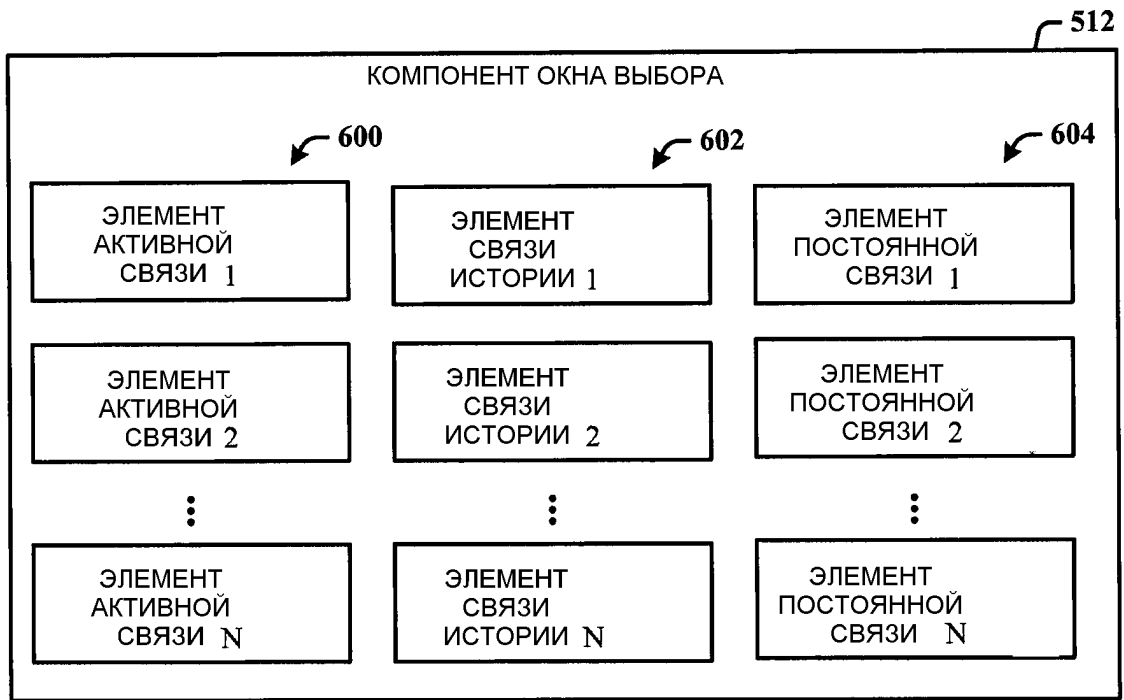 512
КОМПОНЕНТ ОКНА ВЫБОРА
600
602
604
ЭЛЕМЕНТ
АКТИВНОЙ
СВЯЗИ 1
ЭЛЕМЕНТ
СВЯЗИ
ИСТОРИИ 1
ЭЛЕМЕНТ
ПОСТОЯННОЙ
СВЯЗИ 1
ЭЛЕМЕНТ
АКТИВНОЙ
СВЯЗИ 2
ЭЛЕМЕНТ
СВЯЗИ
ИСТОРИИ 2
ЭЛЕМЕНТ
ПОСТОЯННОЙ
СВЯЗИ 2
ЭЛЕМЕНТ
АКТИВНОЙ
СВЯЗИ N
ЭЛЕМЕНТ
СВЯЗИ
ИСТОРИИ N
ЭЛЕМЕНТ
ПОСТОЯННОЙ
СВЯЗИ N